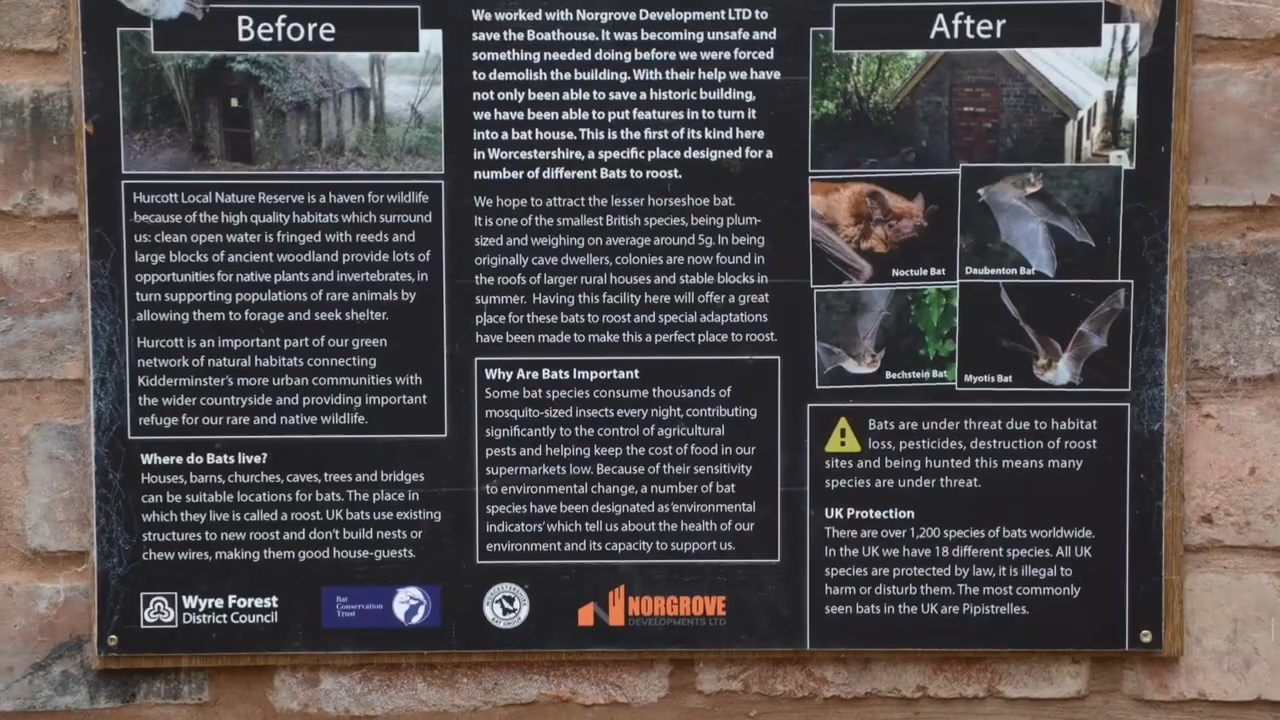 Before
Hurcott Local Nature Reserve is a haven for wildlife
because of the high quality habitats which surround
us: clean open water is fringed with reeds and
large blocks of ancient woodland provide lots of
opportunities for native plants and invertebrates, in
turn supporting populations of rare animals by
allowing them to forage and seek shelter.
Hurcott is an important part of our green
network of natural habitats connecting
Kidderminster's more urban communities with
the wider countryside and providing important
refuge for our rare and native wildlife.
Where do Bats live?
Houses, barns, churches, caves, trees and bridges
can be suitable locations for bats. The place in
which they live is called a roost. UK bats use existing
structures to new roost and don't build nests or
chew wires, making them good house-guests.
We worked with Norgrove Development LTD to
save the Boathouse. It was becoming unsafe and
something needed doing before we were forced
to demolish the building. With their help we have
not only been able to save a historic building,
we have been able to put features in to turn it
into a bat house. This is the first of its kind here
in Worcestershire, a specific place designed for a
number of different Bats to roost.
We hope to attract the lesser horseshoe bat.
It is one of the smallest British species, being plum-
sized and weighing on average around 5g. In being
originally cave dwellers, colonies are now found in
the roofs of larger rural houses and stable blocks in
summer. Having this facility here will offer a great
place for these bats to roost and special adaptations
have been made to make this a perfect place to roost.
Why Are Bats Important
Some bat species consume thousands of
mosquito-sized insects every night, contributing
significantly to the control of agricultural
pests and helping keep the cost of food in our
supermarkets low. Because of their sensitivity
to environmental change, a number of bat
species have been designated as 'environmental
indicators' which tell us about the health of our
environment and its capacity to support us.
After
Noctule Bat
Daubenton Bat
Bechstein Bat
Myotis Bat
Bats are under threat due to habitat
loss, pesticides, destruction of roost
sites and being hunted this means many
species are under threat.
UK Protection
There are over 1,200 species of bats worldwide.
In the UK we have 18 different species. All UK
species are protected by law, it is illegal to
harm or disturb them. The most commonly
seen bats in the UK are Pipistrelles.
Wyre Forest
District Council
Bat
Conservation
Trust
WORCESTERSHIRE
BAT GROUP
NORGROVE
DEVELOPMENTS LTD